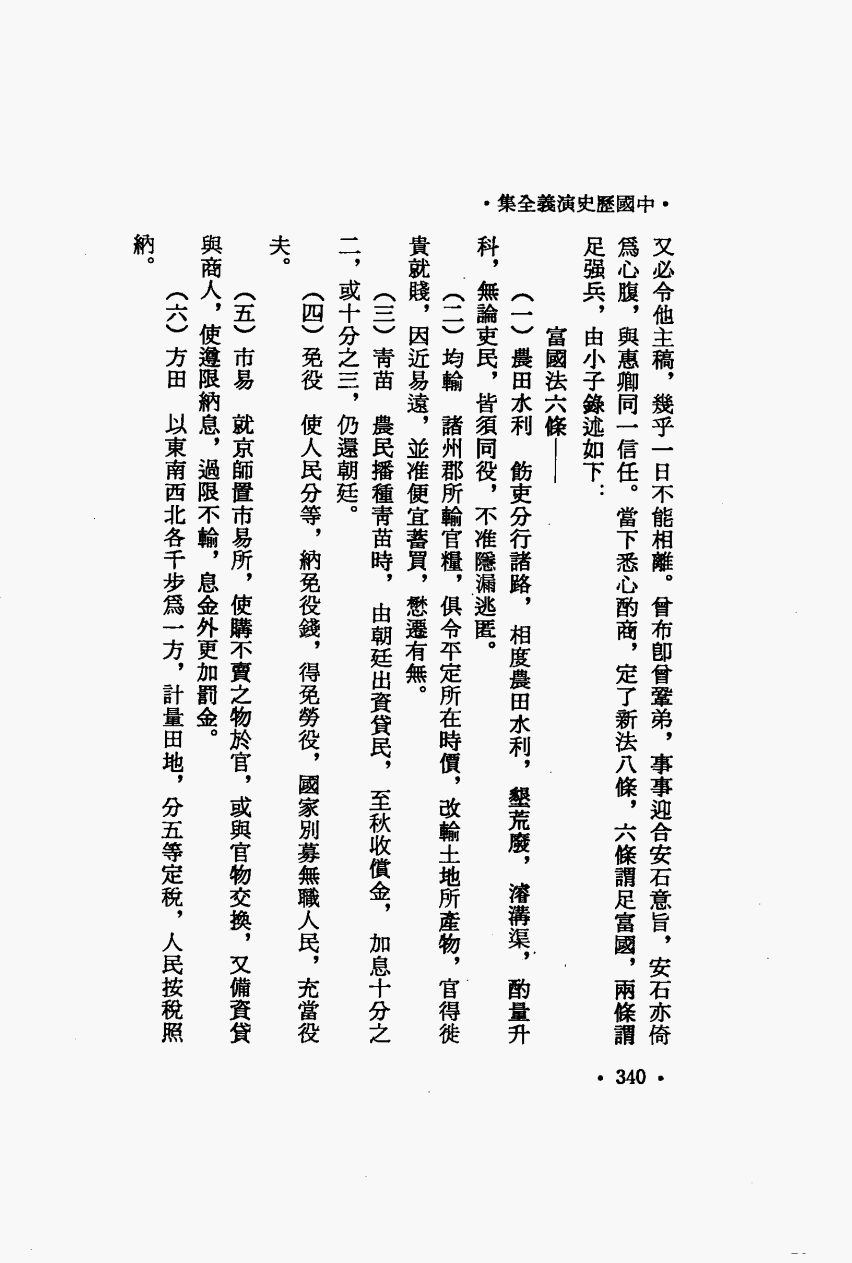 •中國歷史演義全集•
又必令他主稿，幾乎一日不能相離。曾布卽曾鞏弟，事事迎合安石意旨，安石亦倚
爲心腹，與惠卿同一信任。當下悉心酌商，定了新法八條，六條謂足富國，兩條謂
足强兵，由小子錄述如下：
富國法六條——
（一）農田水利　飭吏分行諸路，相度農田水利，墾荒廢，濬溝渠，酌量升
科，無論吏民，皆須同役，不准隱漏逃匿。
（二）均輸　諸州郡所輸官糧，俱令平定所在時價，改輸土地所產物，官得徙
貴就賤，因近易遠，並准便宜蓄買，懋遷有無。
（三）靑苗　農民播種靑苗時，由朝廷出資貸民，至秋收償金，加息十分之
二，或十分之三，仍還朝廷。
（四）免役　使人民分等，納免役錢，得免勞役，國家別募無職人民，充當役
夫。
（五）市易　就京師置市易所，使購不賣之物於官，或與官物交換，又備資貸
與商人，使遵限納息，過限不輸，息金外更加罰金。
（六）方田　以東南西北各千步爲一方，計量田地，分五等定稅，人民按稅照
納。
• 340 •